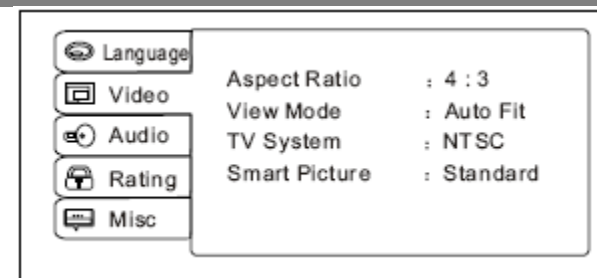 Language
Video
Audio
Rating
Misc
Aspect Ratio : 4 : 3
View Mode : Auto Fit
TV System : NTSC
Smart Picture : Standard